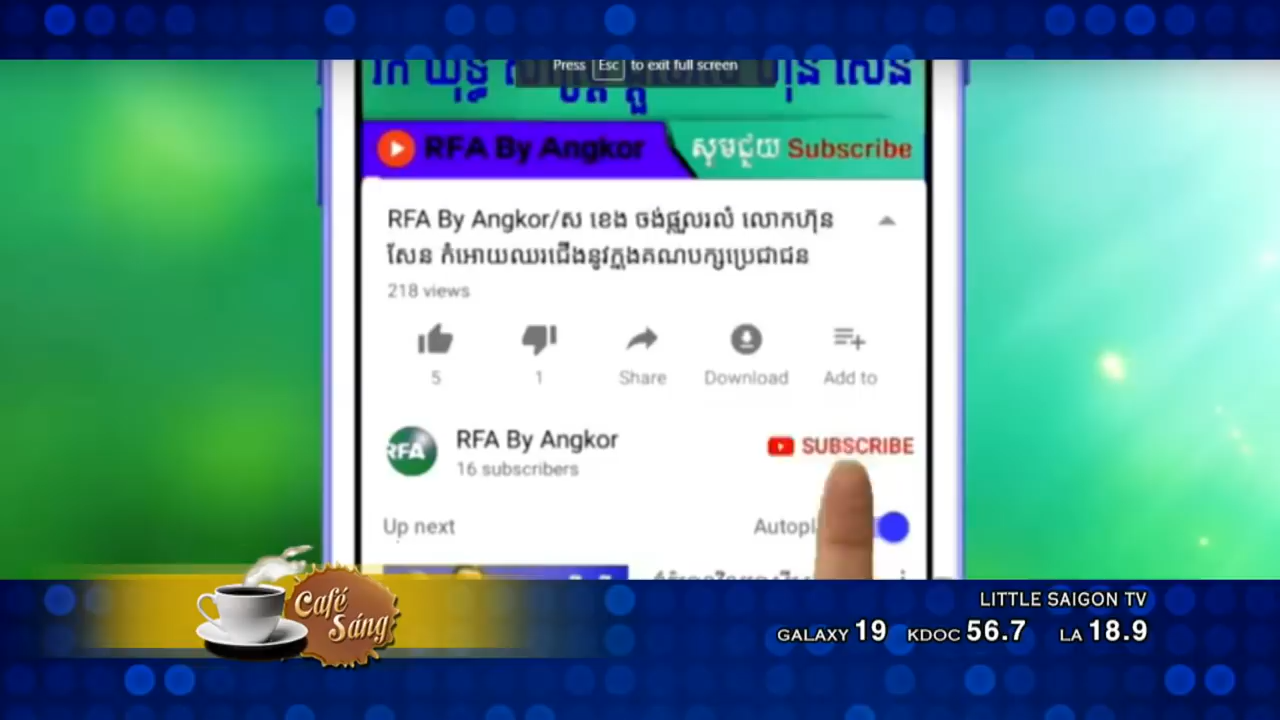 Press Esc to exit full screen
ហ៊ុន សែន
RFA By Angkor
សូមជួយ Subscribe
RFA By Angkor/ស ខេង ចង់ផ្តួលរលំ លោកហ៊ុន
សែន កំអោយឈរជើងនូវក្នុងគណបក្សប្រជាជន
218 views
5
1
Share
Download
Add to
RFA
RFA By Angkor
SUBSCRIBE
16 subscribers
Up next
Café
Sáng
LITTLE SAIGON TV
GALAXY 19 KDOC 56.7 LA 18.9